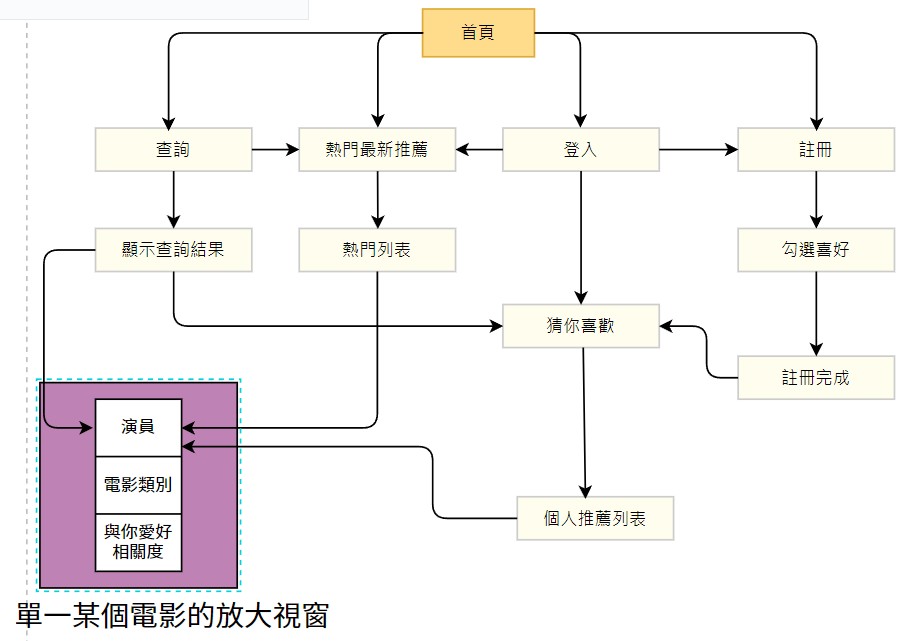 首頁
查詢
熱門最新推薦
登入
註冊
顯示查詢結果
熱門列表
勾選喜好
猜你喜歡
註冊完成
演員
電影類別
與你愛好
相關度
個人推薦列表
單一某個電影的放大視窗